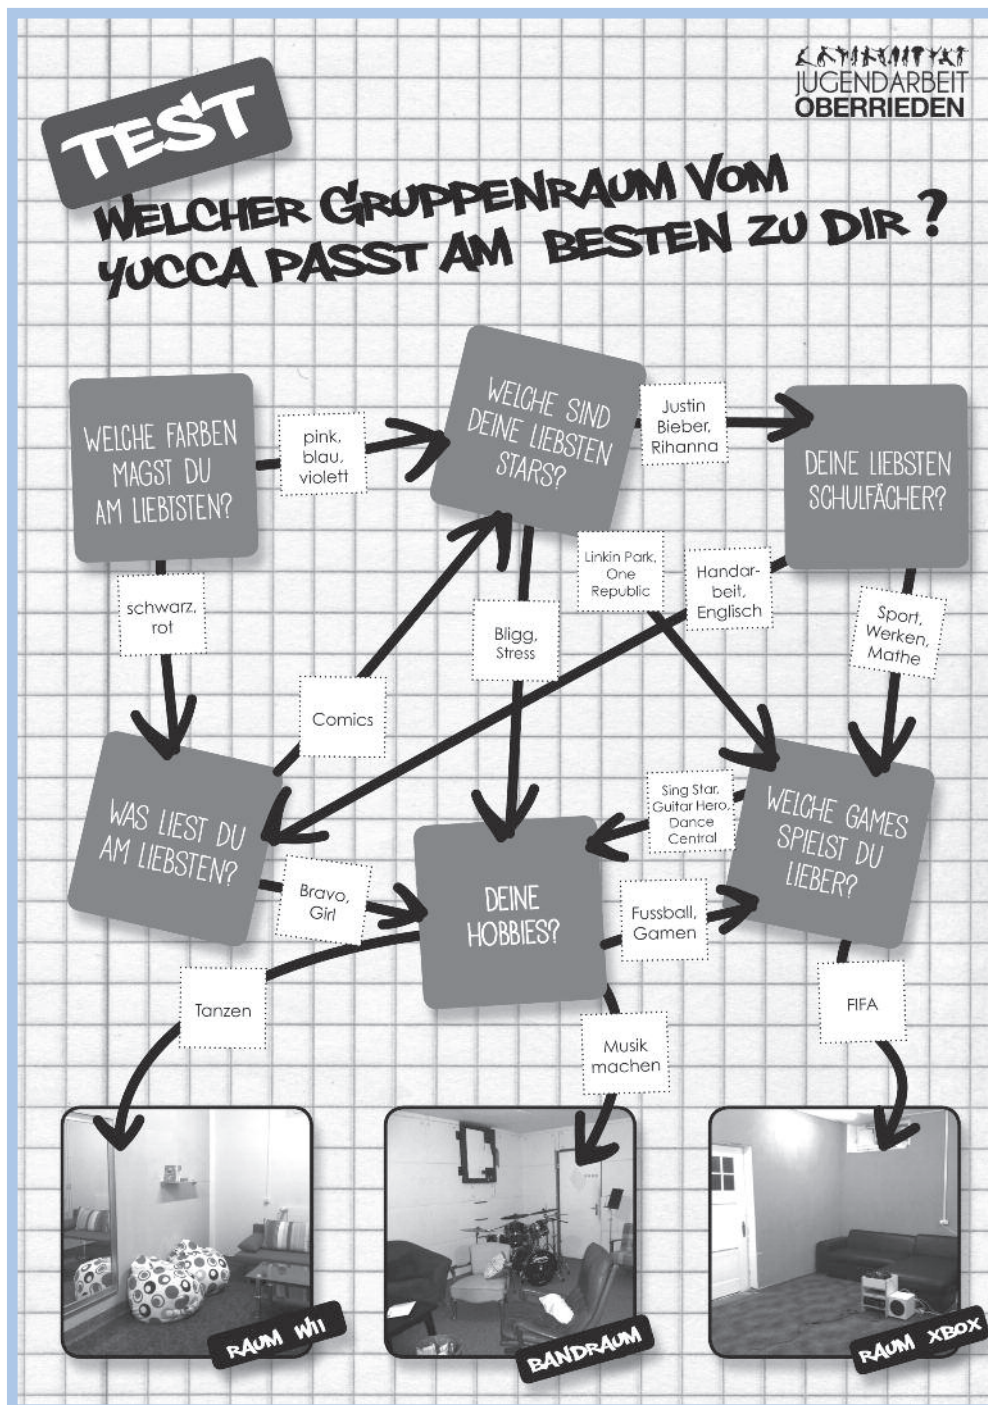 JUGENDARBEIT
OBERRIEDEN
TEST
WELCHER GRUPPENRAUM VOM
YUCCA PASST AM BESTEN ZU DIR?
WELCHE FARBEN
MAGST DU
AM LIEBTSTEN?
pink,
blau,
violett
WELCHE SIND
DEINE LIEBSTEN
STARS?
Justin
Bieber,
Rihanna
DEINE LIEBSTEN
SCHULFÄCHER?
schwarz,
rot
Comics
Bligg,
Stress
Linkin Park,
One
Republic
Handar-
beit,
Englisch
Sport,
Werken,
Mathe
WAS LIEST DU
AM LIEBSTEN?
Bravo,
Girl
DEINE
HOBBIES?
Sing Star,
Guitar Hero,
Dance
Central
Fussball,
Gamen
WELCHE GAMES
SPIELST DU
LIEBER?
Tanzen
Musik
machen
FIFA
RAUM WII
BANDRAUM
RAUM XBOX